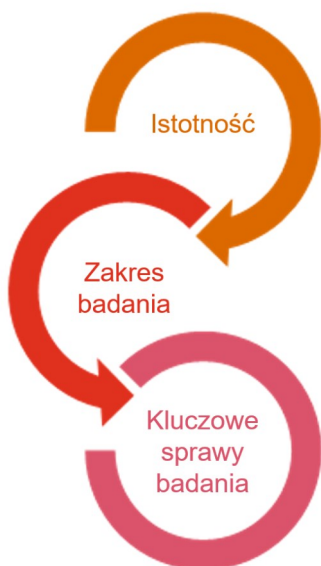 Istotność
Zakres
badania
Kluczowe
sprawy
badania